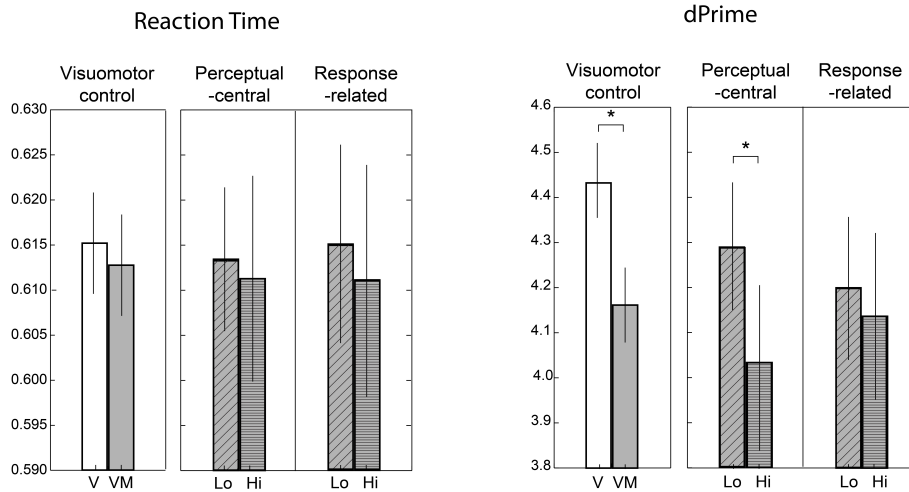 Reaction Time
Visuomotor
control
Perceptual
-central
Response
-related
0.630
0.625
0.620
0.615
0.610
0.605
0.600
0.595
0.590
V VM
Lo Hi
Lo Hi
dPrime
Visuomotor
control
Perceptual
-central
Response
-related
4.6
4.5
4.4
4.3
4.2
4.1
4.0
3.9
3.8
*
*
V VM
Lo Hi
Lo Hi